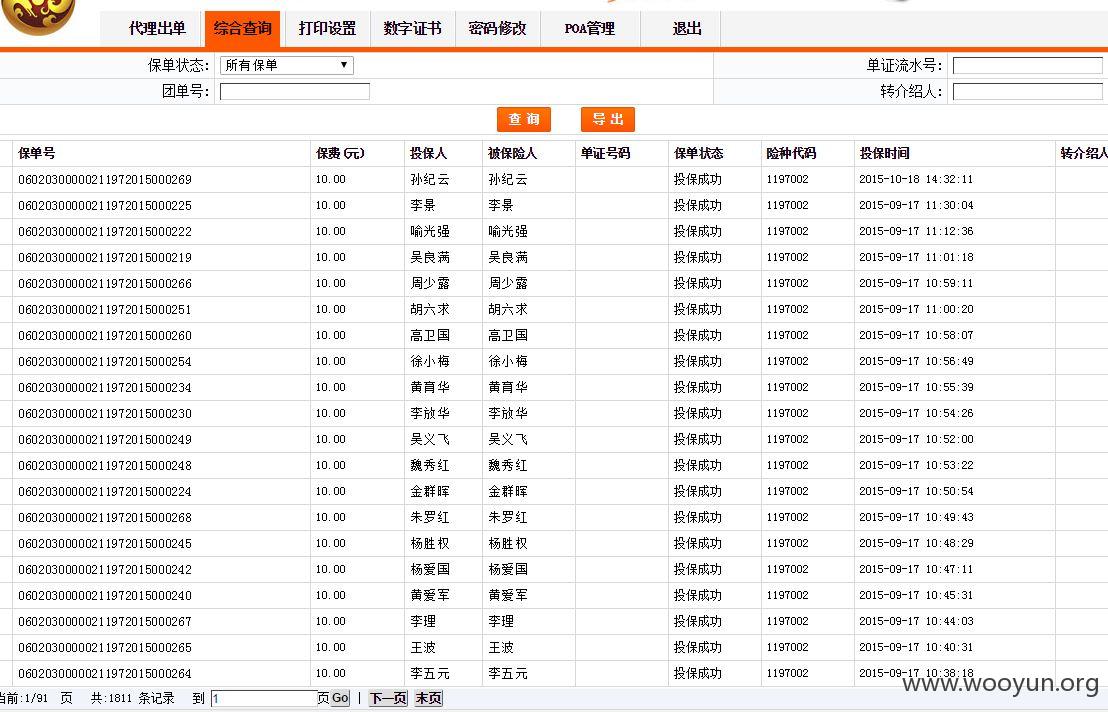 代理出单 综合查询 打印设置 数字证书 密码修改 POA管理 退出
保单状态: 所有保单 单证流水号:
团单号: 转介绍人:
查 询 导 出
保单号 保费(元) 投保人 被保险人 单证号码 保单状态 险种代码 投保时间 转介绍人
06020300000211972015000269 10.00 孙纪云 孙纪云 投保成功 1197002 2015-10-18 14:32:11
06020300000211972015000225 10.00 李景 李景 投保成功 1197002 2015-09-17 11:30:04
06020300000211972015000222 10.00 喻光强 喻光强 投保成功 1197002 2015-09-17 11:12:36
06020300000211972015000219 10.00 吴良满 吴良满 投保成功 1197002 2015-09-17 11:01:18
06020300000211972015000266 10.00 周少露 周少露 投保成功 1197002 2015-09-17 10:59:11
06020300000211972015000251 10.00 胡六求 胡六求 投保成功 1197002 2015-09-17 11:00:20
06020300000211972015000260 10.00 高卫国 高卫国 投保成功 1197002 2015-09-17 10:58:07
06020300000211972015000254 10.00 徐小梅 徐小梅 投保成功 1197002 2015-09-17 10:56:49
06020300000211972015000234 10.00 黄育华 黄育华 投保成功 1197002 2015-09-17 10:55:39
06020300000211972015000230 10.00 李放华 李放华 投保成功 1197002 2015-09-17 10:54:26
06020300000211972015000249 10.00 吴义飞 吴义飞 投保成功 1197002 2015-09-17 10:52:00
06020300000211972015000248 10.00 魏秀红 魏秀红 投保成功 1197002 2015-09-17 10:53:22
06020300000211972015000224 10.00 金群晖 金群晖 投保成功 1197002 2015-09-17 10:50:54
06020300000211972015000268 10.00 朱罗红 朱罗红 投保成功 1197002 2015-09-17 10:49:43
06020300000211972015000245 10.00 杨胜权 杨胜权 投保成功 1197002 2015-09-17 10:48:29
06020300000211972015000242 10.00 杨爱国 杨爱国 投保成功 1197002 2015-09-17 10:47:11
06020300000211972015000240 10.00 黄爱军 黄爱军 投保成功 1197002 2015-09-17 10:45:31
06020300000211972015000267 10.00 李理 李理 投保成功 1197002 2015-09-17 10:44:03
06020300000211972015000265 10.00 王波 王波 投保成功 1197002 2015-09-17 10:40:31
06020300000211972015000264 10.00 李五元 李五元 投保成功 1197002 2015-09-17 10:38:18
当前:1/91 页 共:1811 条记录 到 1 页 Go | 下一页 末页
www.wooyun.org